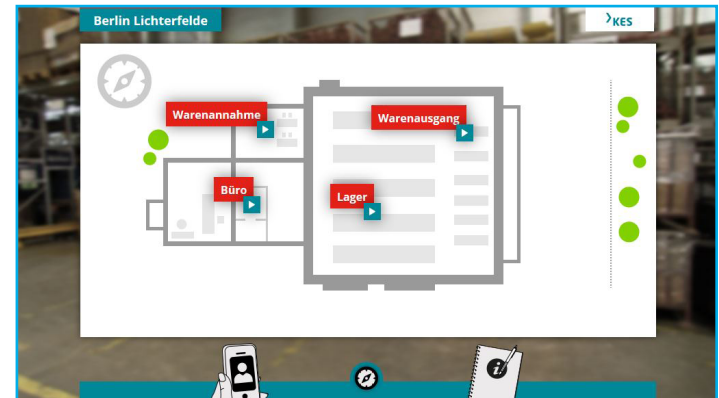 Berlin Lichterfelde
KES
Warenannahme
Warenausgang
Büro
Lager
i